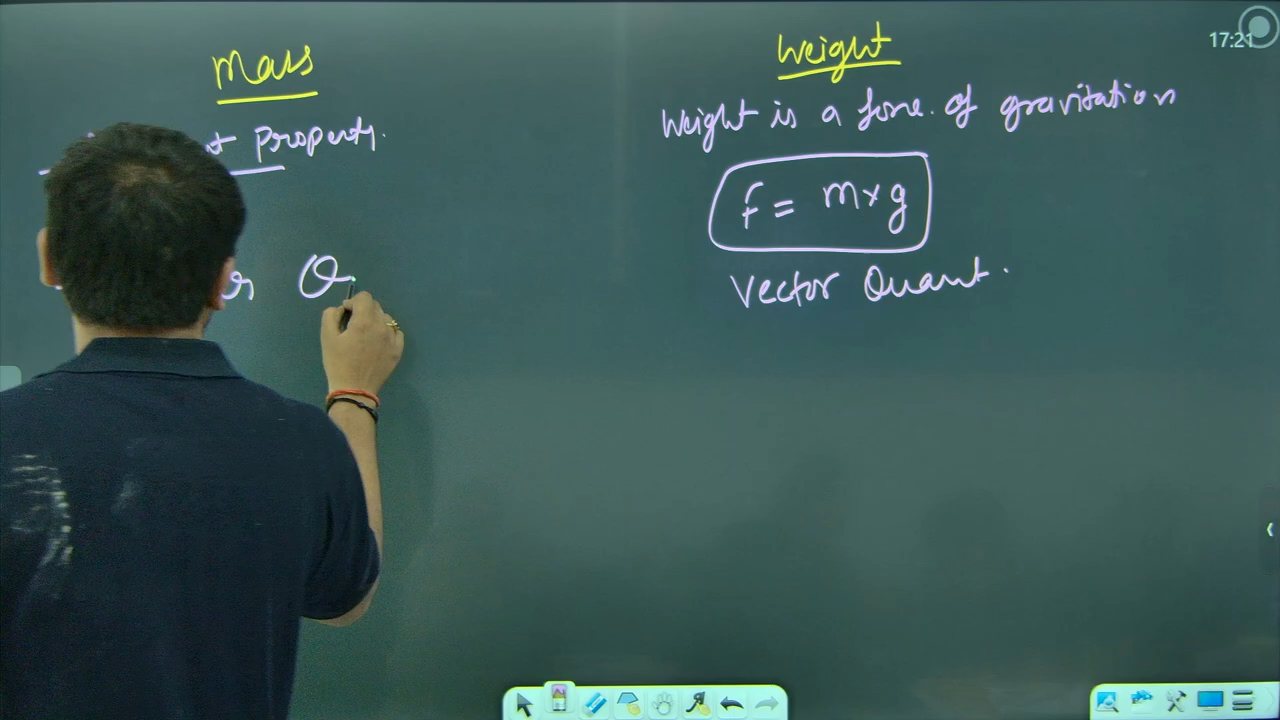 Mass
Property.
Weight
Weight is a force. of gravitation
F = m×g
Vector Quant.
17:21